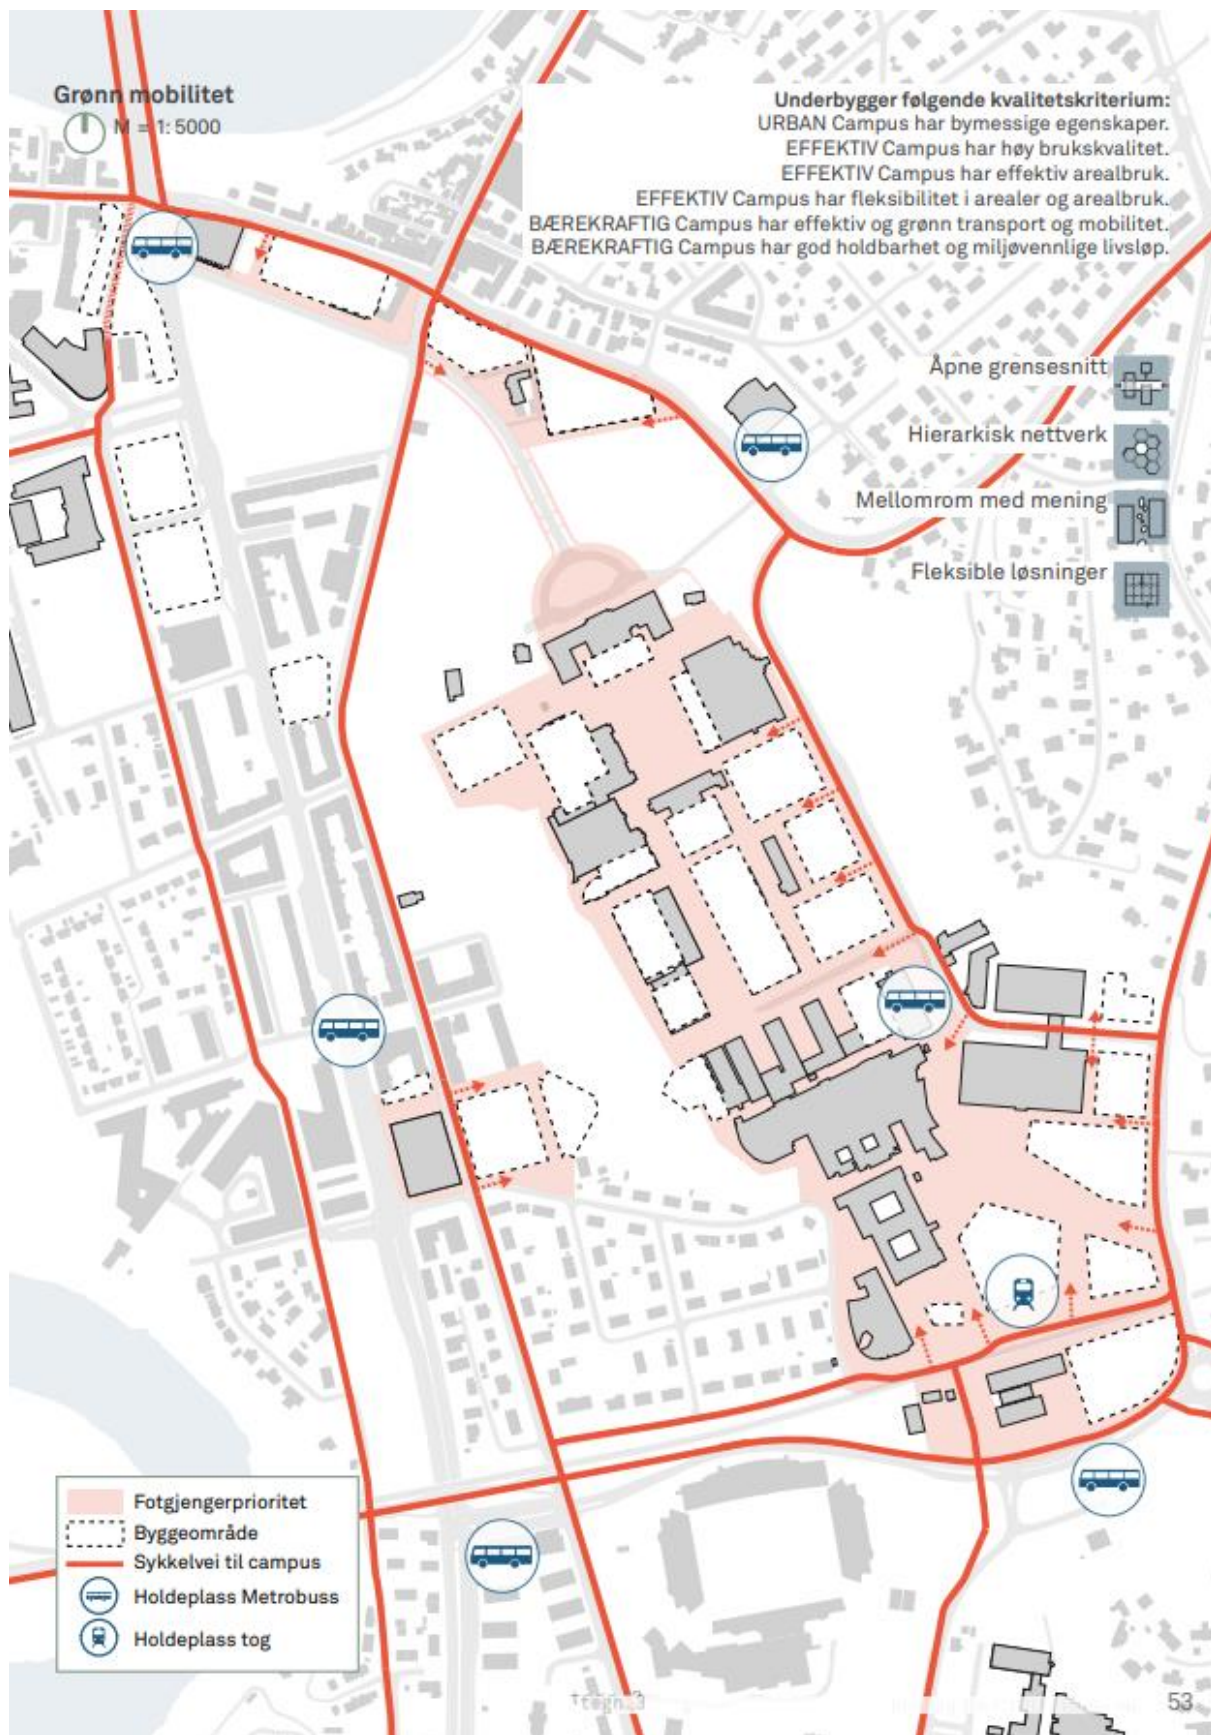 Grønn mobilitet
M = 1: 5000
Underbygger følgende kvalitetskriterium:
URBAN Campus har bymessige egenskaper.
EFFEKTIV Campus har høy brukskvalitet.
EFFEKTIV Campus har effektiv arealbruk.
EFFEKTIV Campus har fleksibilitet i arealer og arealbruk.
BÆREKRAFTIG Campus har effektiv og grønn transport og mobilitet.
BÆREKRAFTIG Campus har god holdbarhet og miljøvennlige livsløp.
Åpne grensesnitt
Hierarkisk nettverk
Mellomrom med mening
Fleksible løsninger
Fotgjengerprioritet
Byggeområde
Sykkelvei til campus
Holdeplass Metrobuss
Holdeplass tog
53